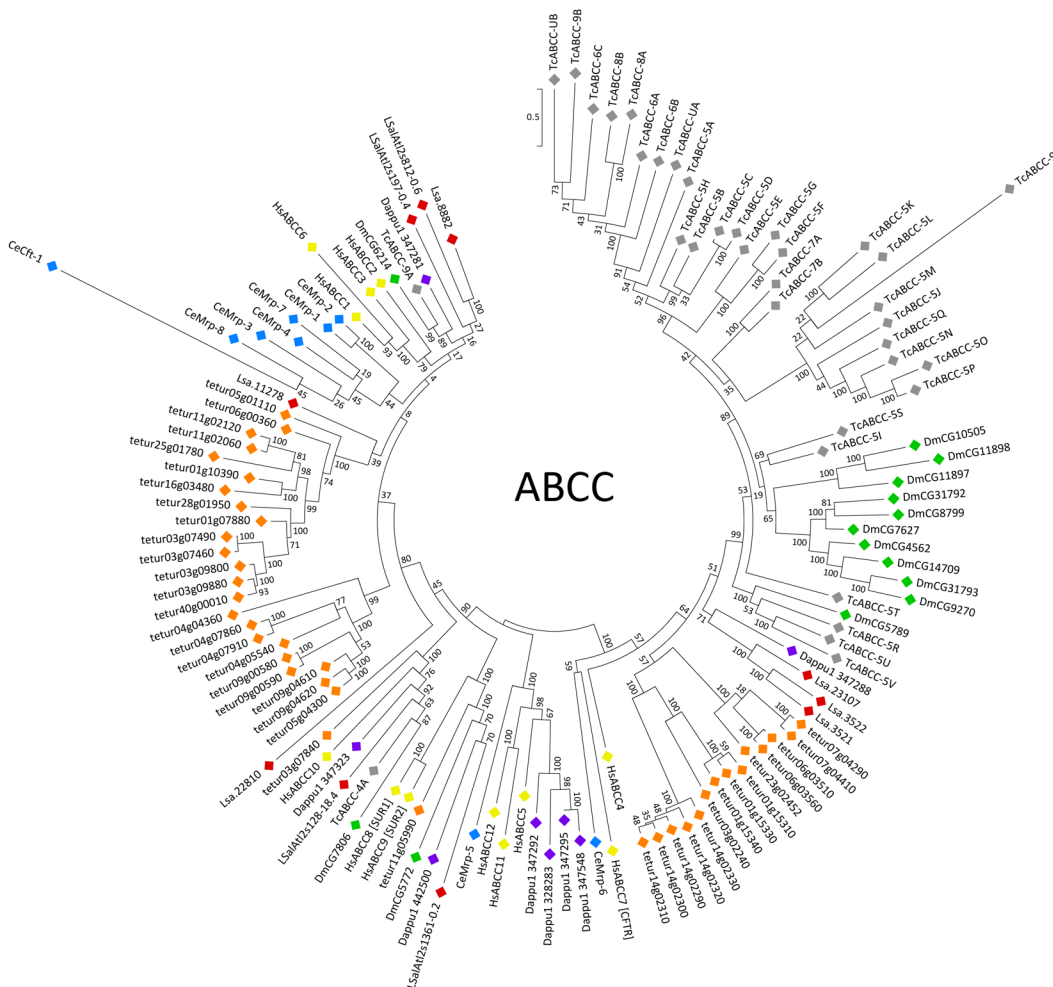 ABCC
0.5
TcABCC-UB
TcABCC-9B
TcABCC-6C
TcABCC-8B
TcABCC-8A
TcABCC-6A
TcABCC-6B
TcABCC-UA
TcABCC-5A
TcABCC-5H
TcABCC-5B
TcABCC-5C
TcABCC-5D
TcABCC-5E
TcABCC-5G
TcABCC-5F
TcABCC-7A
TcABCC-7B
TcABCC-9
TcABCC-5K
TcABCC-5L
TcABCC-5M
TcABCC-5J
TcABCC-5Q
TcABCC-5N
TcABCC-5O
TcABCC-5P
TcABCC-5S
TcABCC-5I
DmCG10505
DmCG11898
DmCG11897
DmCG31792
DmCG8799
DmCG7627
DmCG4562
DmCG14709
DmCG31793
DmCG9270
TcABCC-5T
DmCG5789
TcABCC-5R
TcABCC-5U
TcABCC-5V
Dappu1 347288
Lsa.23107
Lsa.3522
Lsa.3521
tetur07g04290
tetur07g04410
tetur06g03510
tetur06g03560
tetur23g02452
tetur01g15310
tetur01g15330
tetur01g15340
tetur03g02240
tetur14g02330
tetur14g02320
tetur14g02290
tetur14g02300
tetur14g02310
HsABCC4
HsABCC7 [CFTR]
CeMrp-6
Dappu1 347548
Dappu1 347295
Dappu1 328283
Dappu1 347292
HsABCC5
HsABCC11
HsABCC12
CeMrp-5
LSalAtl2s1361-0.2
Dappu1 442500
DmCG5772
tetur11g05990
HsABCC9 [SUR2]
HsABCC8 [SUR1]
DmCG7806
TcABCC-4A
LSalAtl2s128-18.4
Dappu1 347323
HsABCC10
tetur03g07840
Lsa.22810
tetur05g04300
tetur09g04620
tetur09g04610
tetur09g00590
tetur09g00580
tetur04g05540
tetur04g07910
tetur04g07860
tetur04g04360
tetur40g00010
tetur03g09880
tetur03g09800
tetur03g07460
tetur03g07490
tetur01g07880
tetur28g01950
tetur16g03480
tetur01g10390
tetur25g01780
tetur11g02060
tetur11g02120
tetur06g00360
tetur05g01110
Lsa.11278
CeCft-1
CeMrp-8
CeMrp-3
CeMrp-4
CeMrp-7
CeMrp-1
CeMrp-2
HsABCC1
HsABCC6
HsABCC3
HsABCC2
DmCG6214
TcABCC-9A
Dappu1 347281
LSalAtl2s197-0.4
LSalAtl2s812-0.6
Lsa.8882